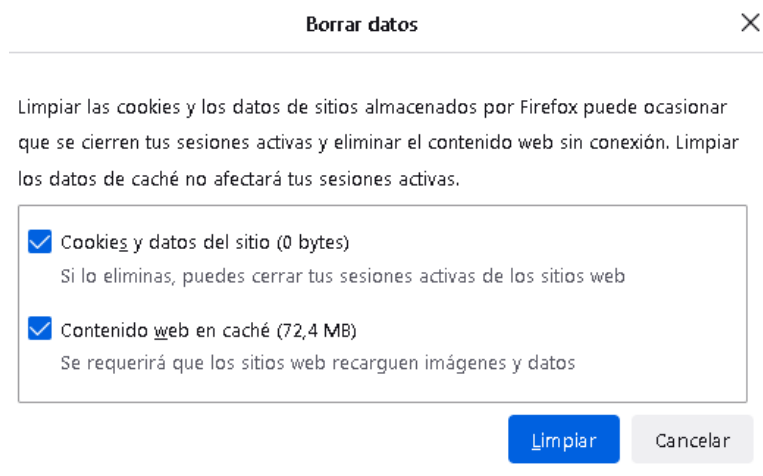 Borrar datos
Limpiar las cookies y los datos de sitios almacenados por Firefox puede ocasionar
que se cierren tus sesiones activas y eliminar el contenido web sin conexión. Limpiar
los datos de caché no afectará tus sesiones activas.
Cookies y datos del sitio (0 bytes)
Si lo eliminas, puedes cerrar tus sesiones activas de los sitios web
Contenido web en caché (72,4 MB)
Se requerirá que los sitios web recarguen imágenes y datos
Limpiar Cancelar